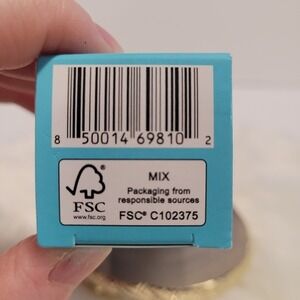 8 50014 69810 2
FSC
www.fsc.org
MIX
Packaging from
responsible sources
FSC® C102375